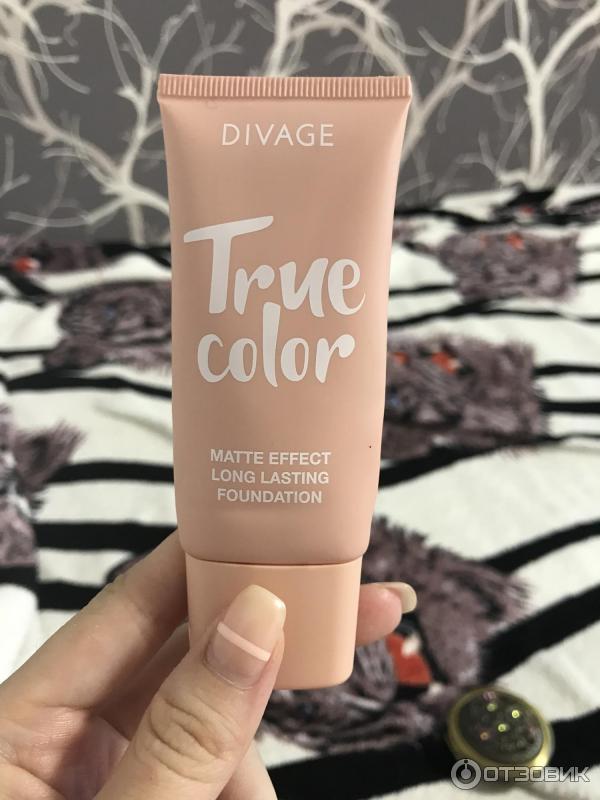 DIVAGE
True
color
MATTE EFFECT
LONG LASTING
FOUNDATION
ОТЗОВИК